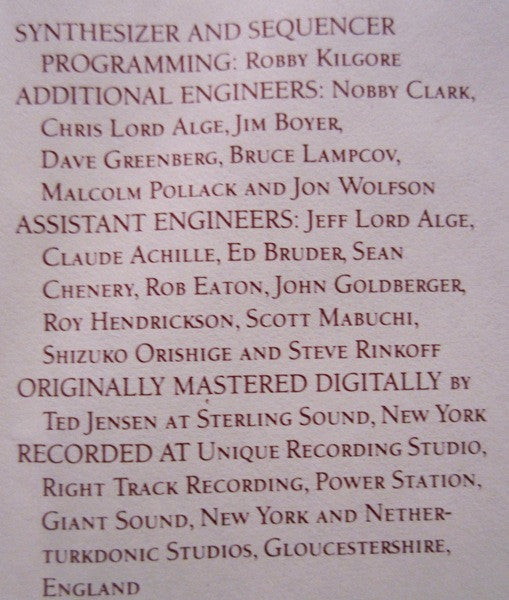 SYNTHESIZER AND SEQUENCER
PROGRAMMING: ROBBY KILGORE
ADDITIONAL ENGINEERS: NOBBY CLARK,
CHRIS LORD ALGE, JIM BOYER,
DAVE GREENBERG, BRUCE LAMPCOV,
MALCOLM POLLACK AND JON WOLFSON
ASSISTANT ENGINEERS: JEFF LORD ALGE,
CLAUDE ACHILLE, ED BRUDER, SEAN
CHENERY, ROB EATON, JOHN GOLDBERGER,
ROY HENDRICKSON, SCOTT MABUCHI,
SHIZUKO ORISHIGE AND STEVE RINKOFF
ORIGINALLY MASTERED DIGITALLY BY
TED JENSEN AT STERLING SOUND, NEW YORK
RECORDED AT UNIQUE RECORDING STUDIO,
RIGHT TRACK RECORDING, POWER STATION,
GIANT SOUND, NEW YORK AND NETHER-
TURKDONIC STUDIOS, GLOUCESTERSHIRE,
ENGLAND